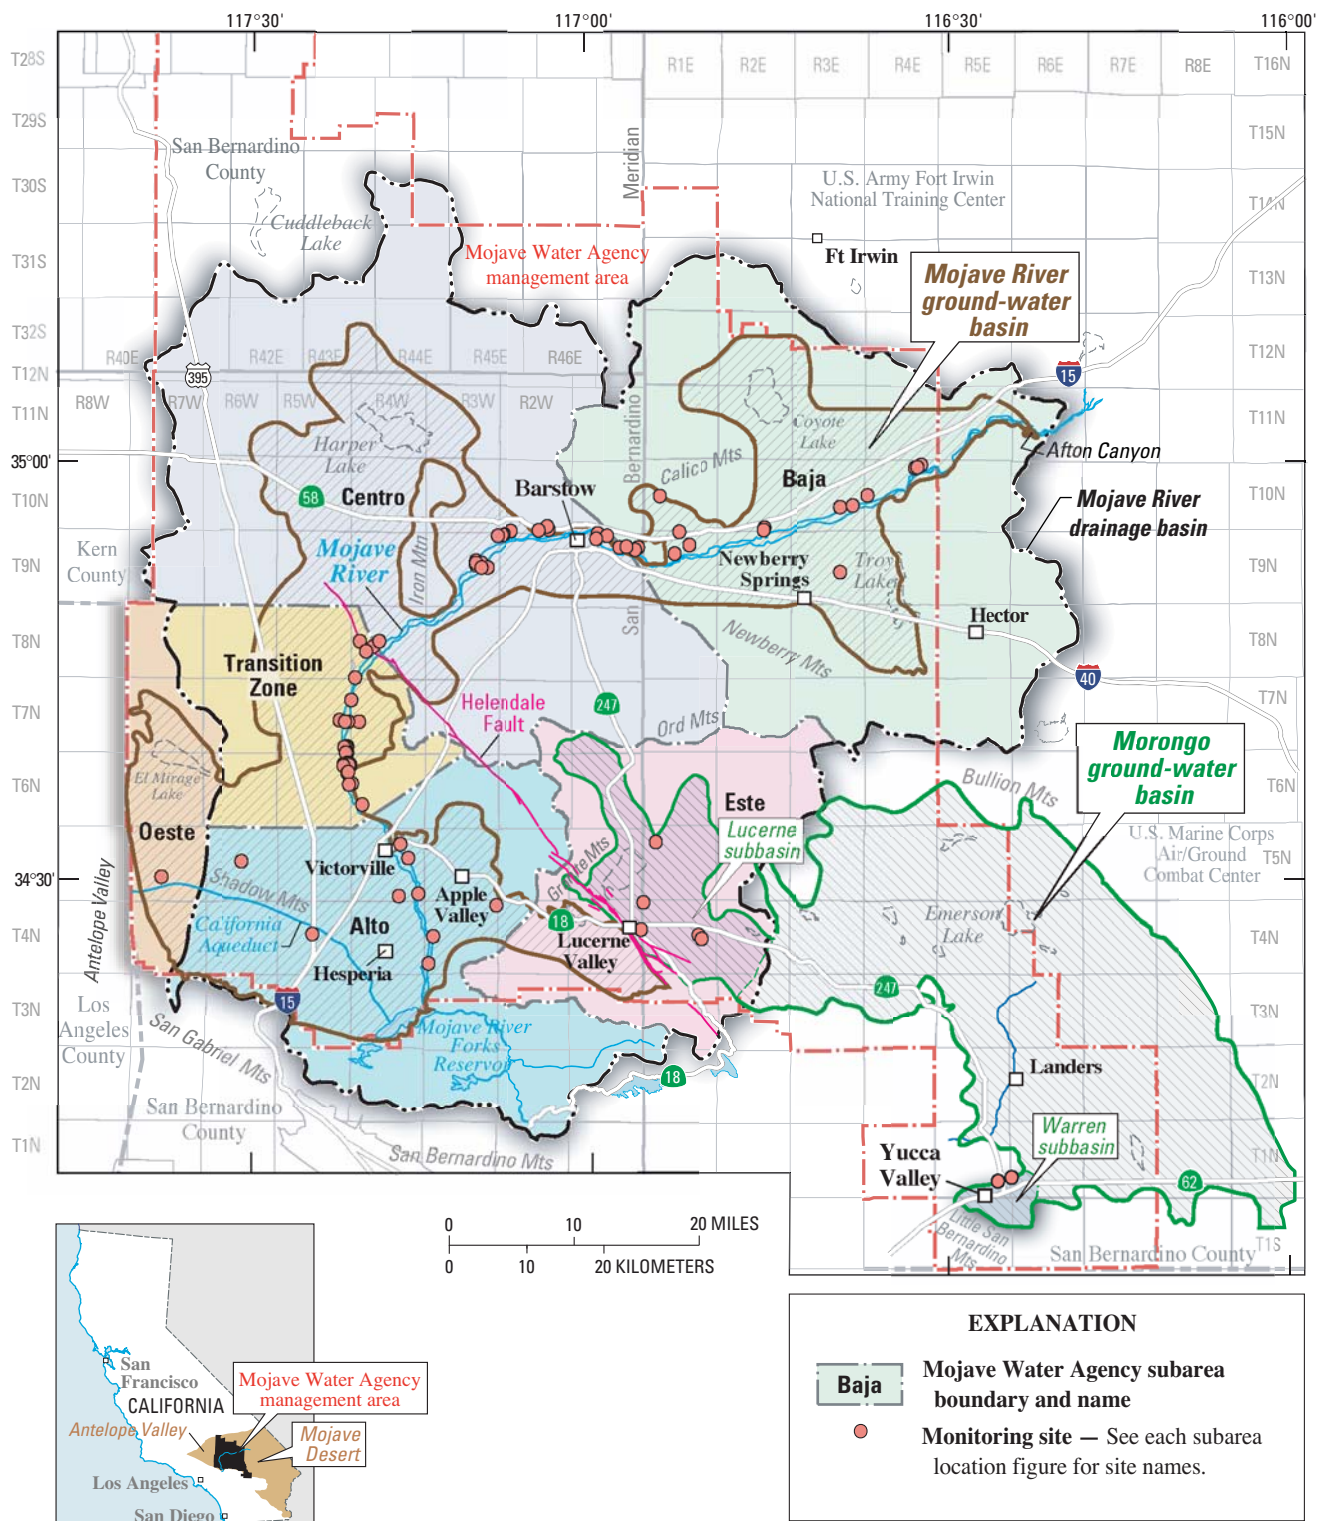 117°30'
117°00'
116°30'
116°00'
T28S
T29S
T30S
T31S
T32S
T12N
T11N
35°00'
T10N
T9N
T8N
T7N
T6N
34°30'
T4N
T3N
T2N
T1N
R1E
R2E
R3E
R4E
R5E
R6E
R7E
R8E
T16N
T15N
T14N
T13N
T12N
T11N
T10N
T9N
T8N
T7N
T6N
T5N
T4N
T3N
T2N
T1N
T1S
R40E
R42E
R43E
R44E
R45E
R46E
R8W
R7W
R6W
R5W
R4W
R3W
R2W
San Bernardino
County
Cuddleback
Lake
Meridian
Bernardino
San
Mojave Water Agency
management area
U.S. Army Fort Irwin
National Training Center
Ft Irwin
Mojave River
ground-water
basin
395
15
Harper
Lake
Coyote
Lake
Calico Mts
Baja
Afton Canyon
58
Centro
Barstow
Mojave River
drainage basin
Kern
County
Mojave
RIVER
Iron Mtn
Newberry
Springs
Troy
Lake
Hector
Newberry Mts
40
Transition
Zone
Helendale
Fault
247
Ord Mts
Morongo
ground-water
basin
El Mirage
Lake
Oeste
Este
Bullion Mts
Lucerne
subbasin
U.S. Marine Corps
Air/Ground
Combat Center
Victorville
Granite Mts
Shadow Mts
Apple
Valley
Antelope Valley
California
Aqueduct
Alto
18
Emerson
Lake
Lucerne
Valley
Hesperia
247
Los
Angeles
County
15
San Gabriel Mts
Mojave River
Forks
Reservoir
18
Landers
San Bernardino
County
San Bernardino Mts
Warren
subbasin
Yucca
Valley
62
Little San
Bernardino
Mts
San Bernardino County
0 10 20 MILES
0 10 20 KILOMETERS
San
Francisco
CALIFORNIA
Mojave Water Agency
management area
Antelope Valley
Mojave
Desert
Los Angeles
San Diego
EXPLANATION
Baja
Mojave Water Agency subarea
boundary and name
Monitoring site — See each subarea
location figure for site names.